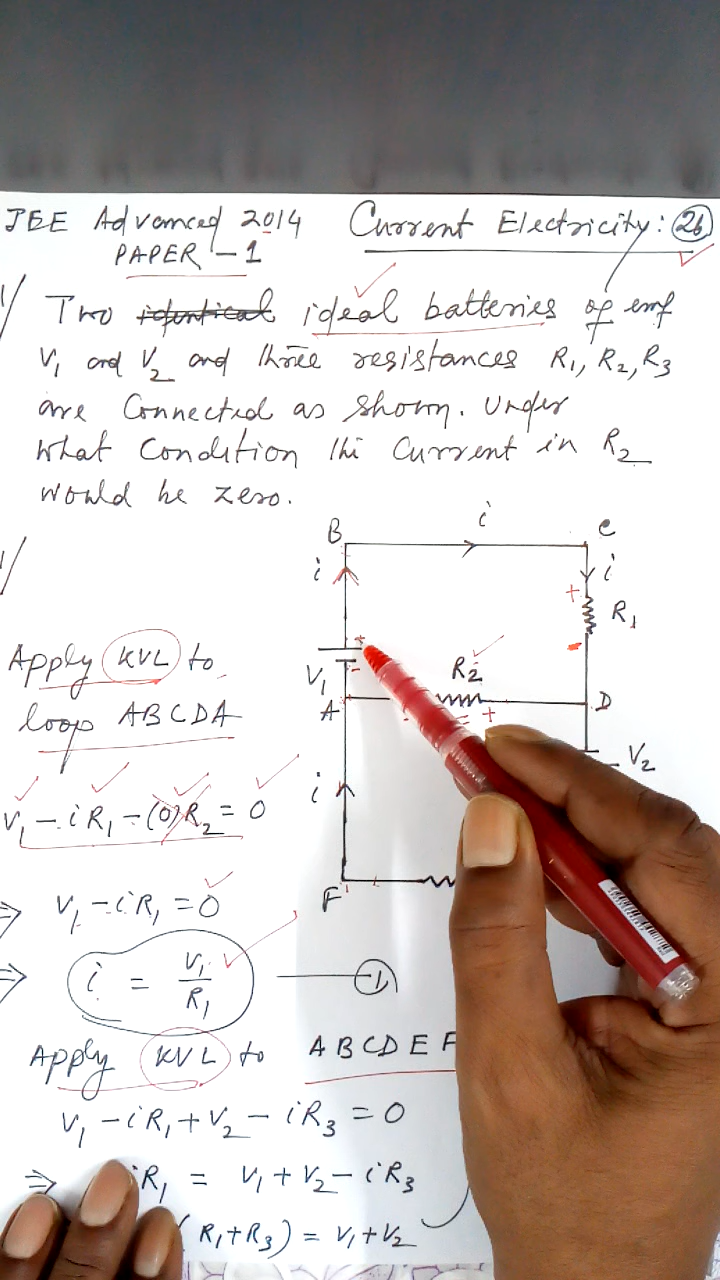 JEE Advanced 2014 Current Electricity: 26
PAPER - 1
Two identical ideal batteries of emf
V1 and V2 and three resistances R1, R2, R3
are Connected as shown. Under
what Condition the Current in R2
would be zero.
B i C
i i
+ R1
Apply KVL to
loop ABCDA
V1 + - R2
A - + D
V2
V1 - iR1 - (0)R2 = 0
i
⇒ V1 - iR1 = 0
F
⇒ i = V1/R1 — 1
Apply KVL to ABCDEF
V1 - iR1 + V2 - iR3 = 0
⇒ iR1 = V1 + V2 - iR3
(R1 + R3) = V1 + V2